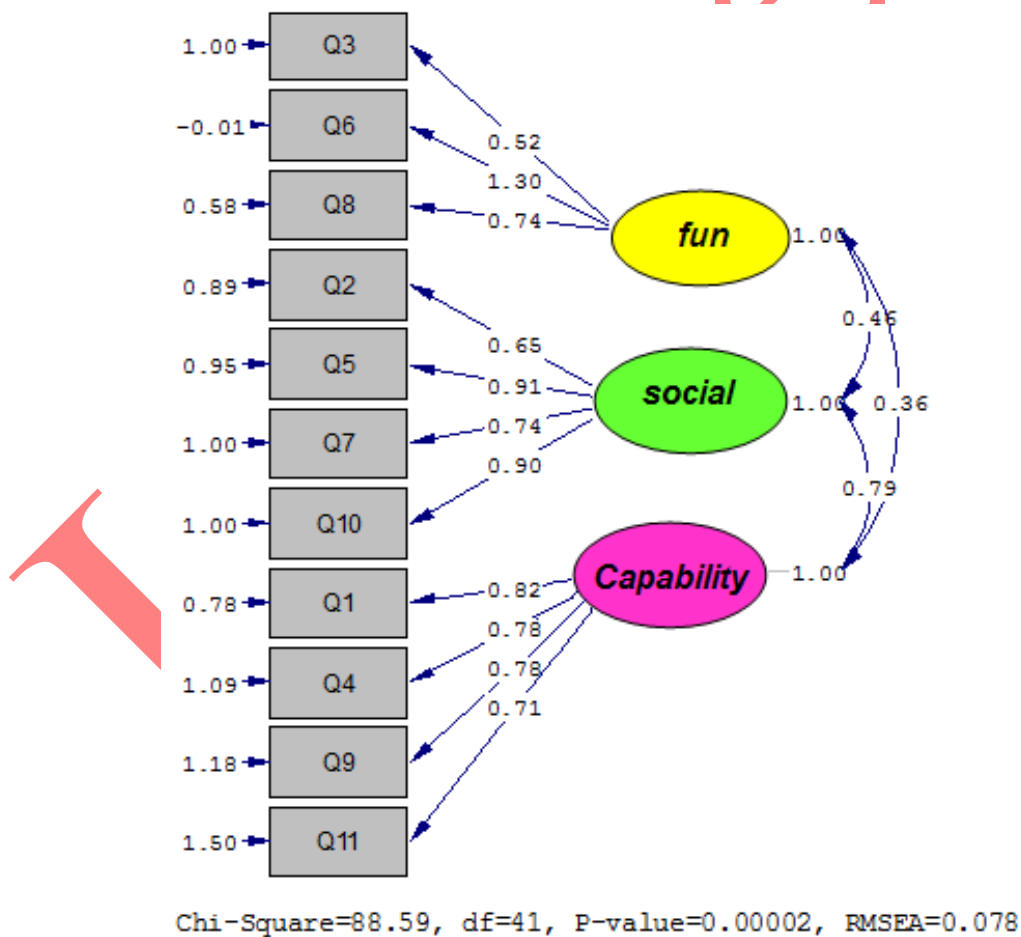 1.00 Q3
-0.01 Q6
0.52
1.30
0.58 Q8 0.74
fun 1.00
0.89 Q2
0.46
0.65
0.95 Q5 0.91
social 1.00 0.36
0.74
1.00 Q7
0.90
0.79
1.00 Q10
Capability 1.00
0.82
0.78 Q1
0.78
0.78
1.09 Q4
0.71
1.18 Q9
1.50 Q11
Chi-Square=88.59, df=41, P-value=0.00002, RMSEA=0.078